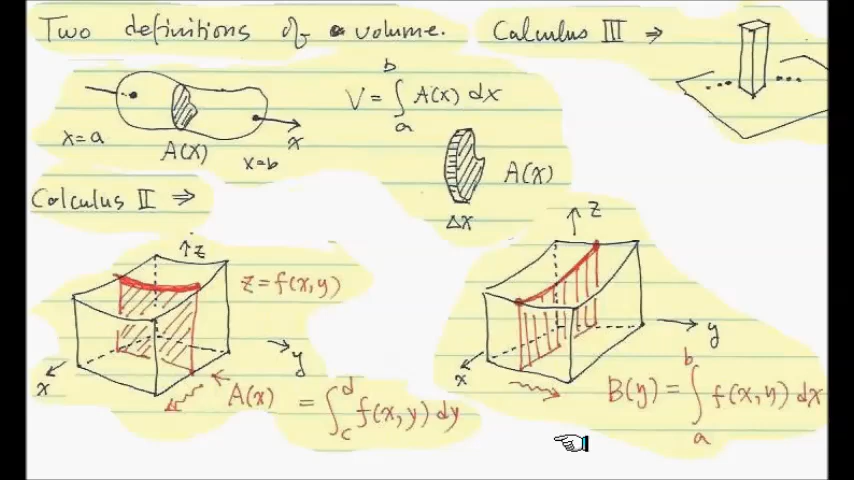 Two definitions of a volume.
Calculus III ⇒
V = ∫_a^b A(x) dx
x=a
A(x)
x=b
x
A(x)
Δx
Calculus II ⇒
z
z = f(x,y)
y
x
A(x) = ∫_c^d f(x,y) dy
z
y
x
B(y) = ∫_a^b f(x,y) dx